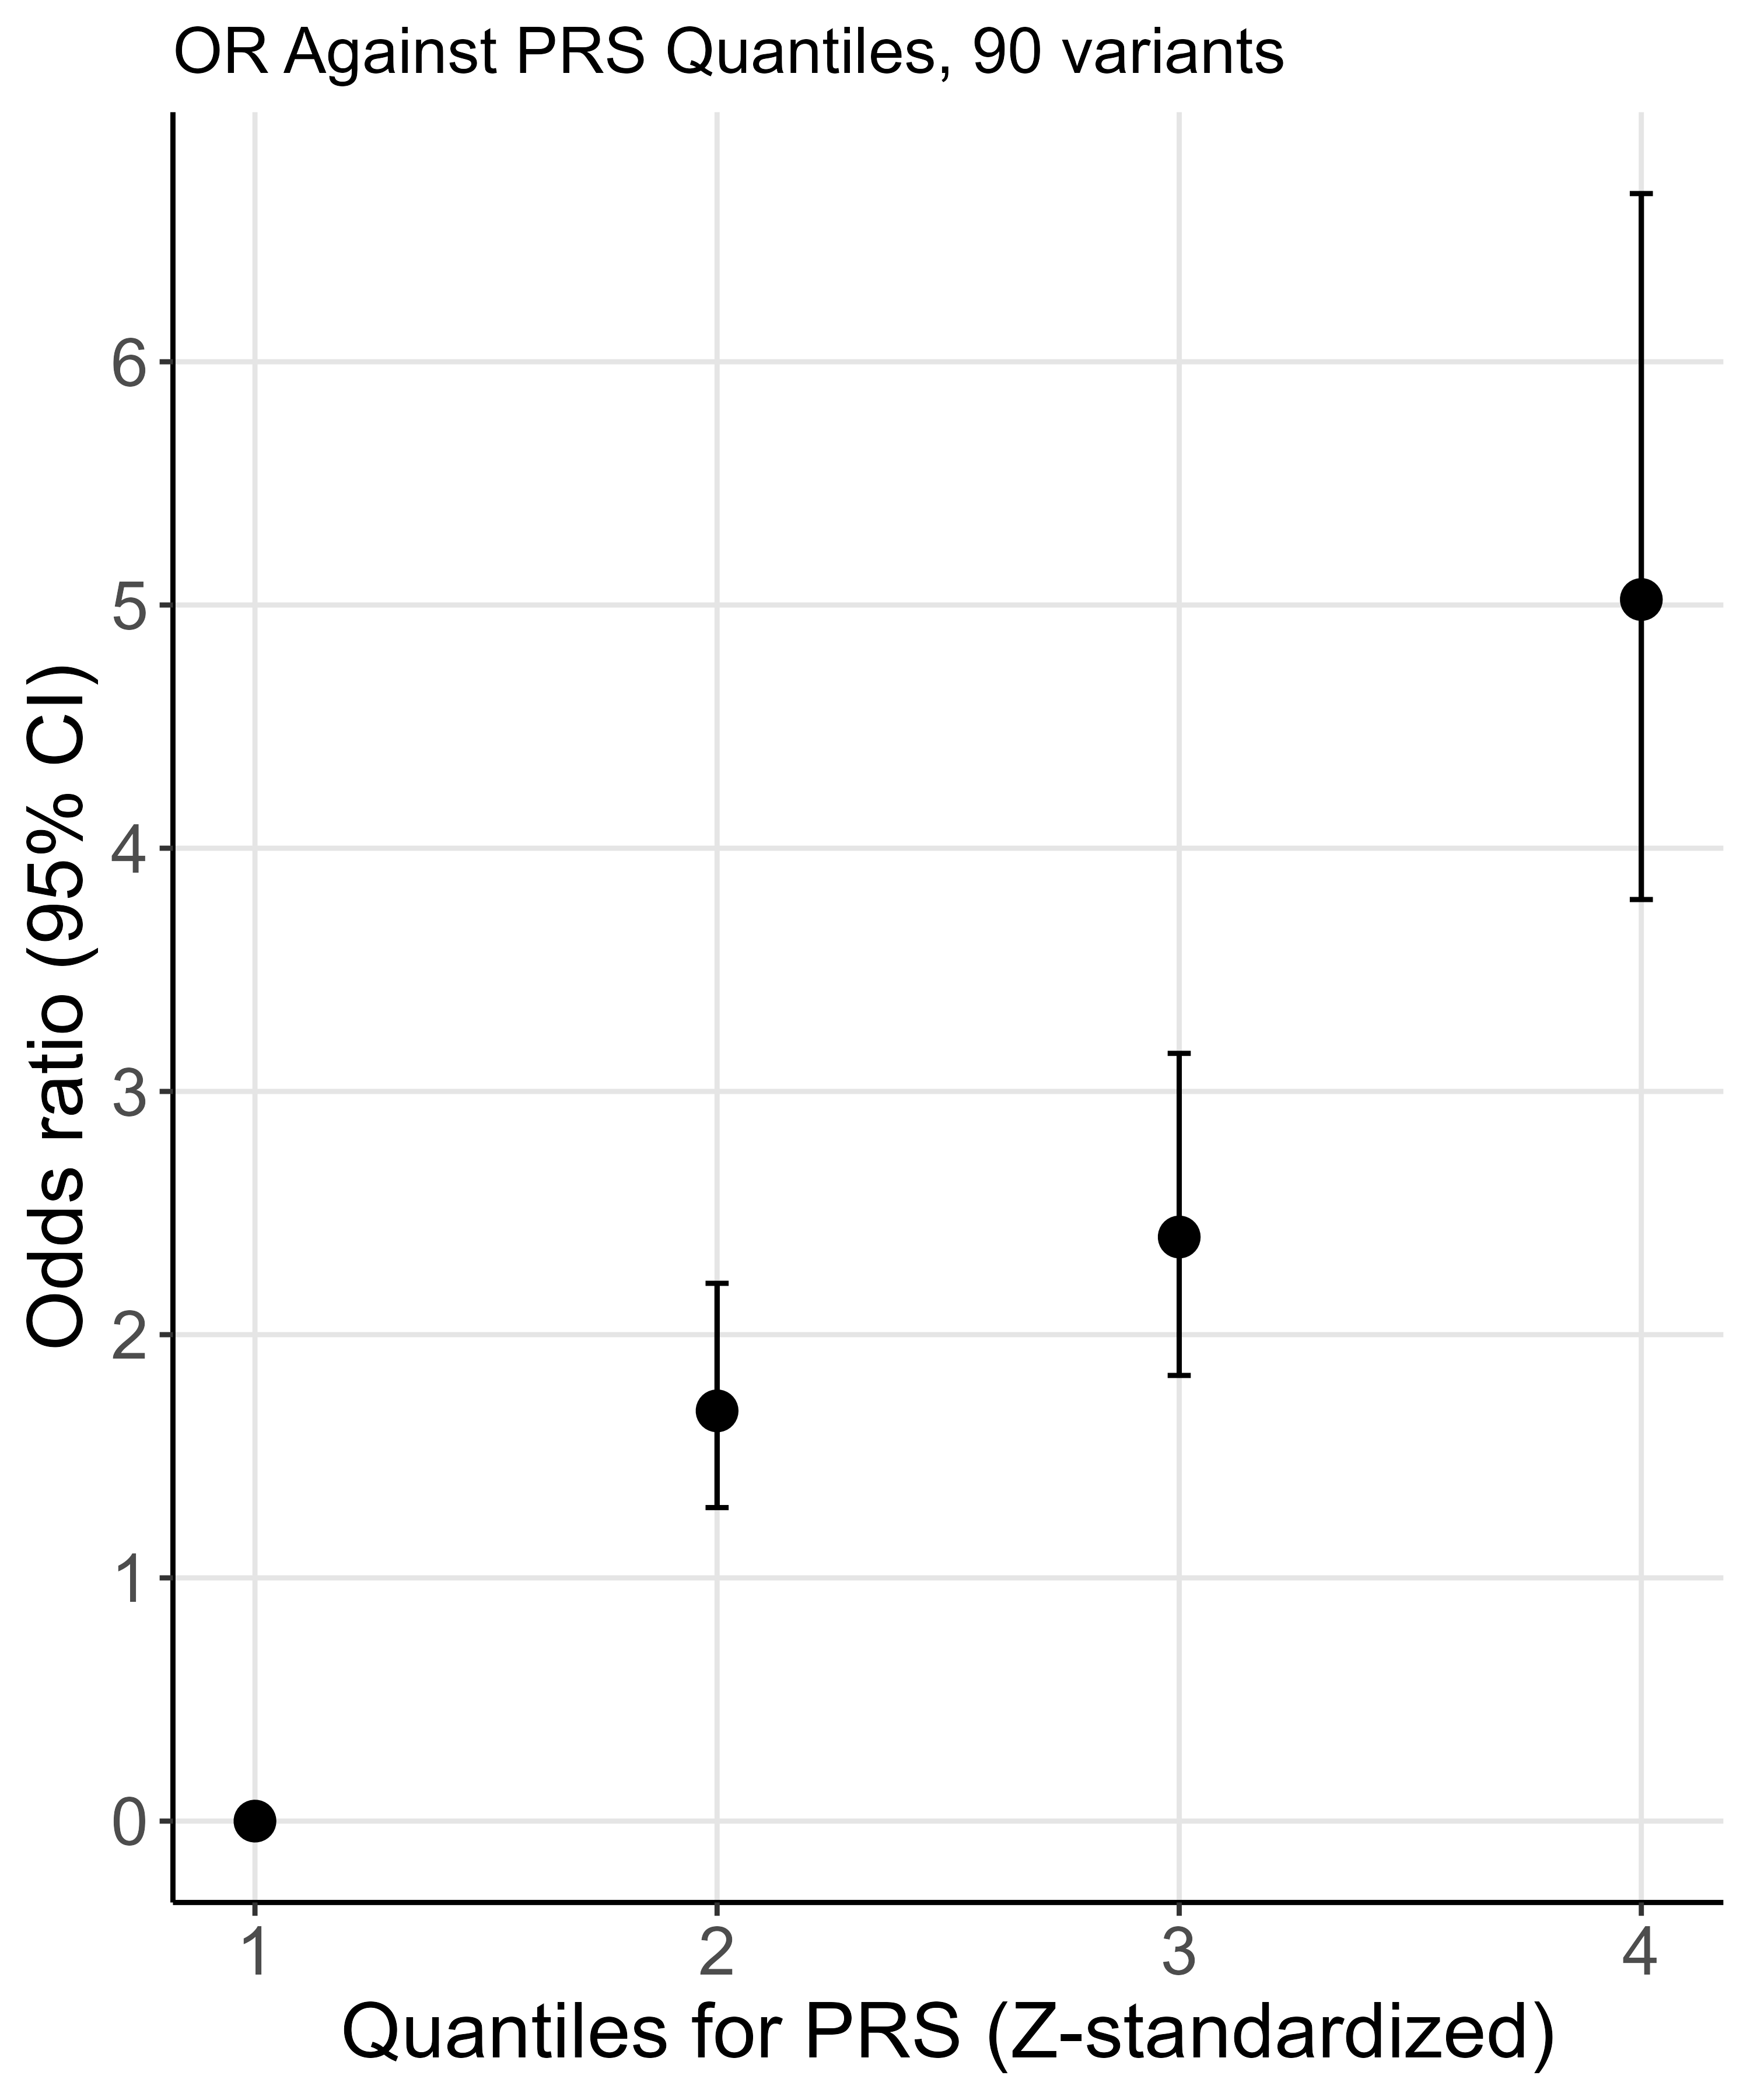 OR Against PRS Quantiles, 90 variants
Odds ratio (95% CI)
6
5
4
3
2
1
0
1 2 3 4
Quantiles for PRS (Z-standardized)